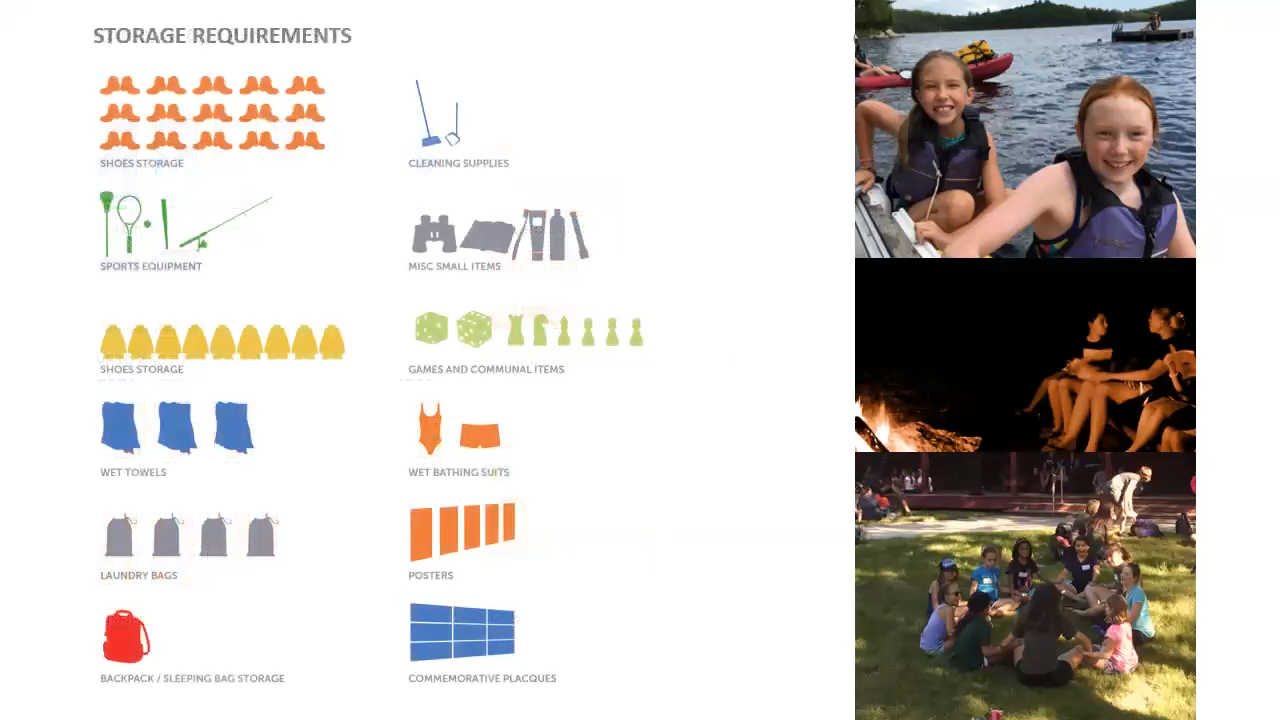 STORAGE REQUIREMENTS
SHOES STORAGE
CLEANING SUPPLIES
SPORTS EQUIPMENT
MISC SMALL ITEMS
SHOES STORAGE
GAMES AND COMMUNAL ITEMS
WET TOWELS
WET BATHING SUITS
LAUNDRY BAGS
POSTERS
BACKPACK / SLEEPING BAG STORAGE
COMMEMORATIVE PLACQUES